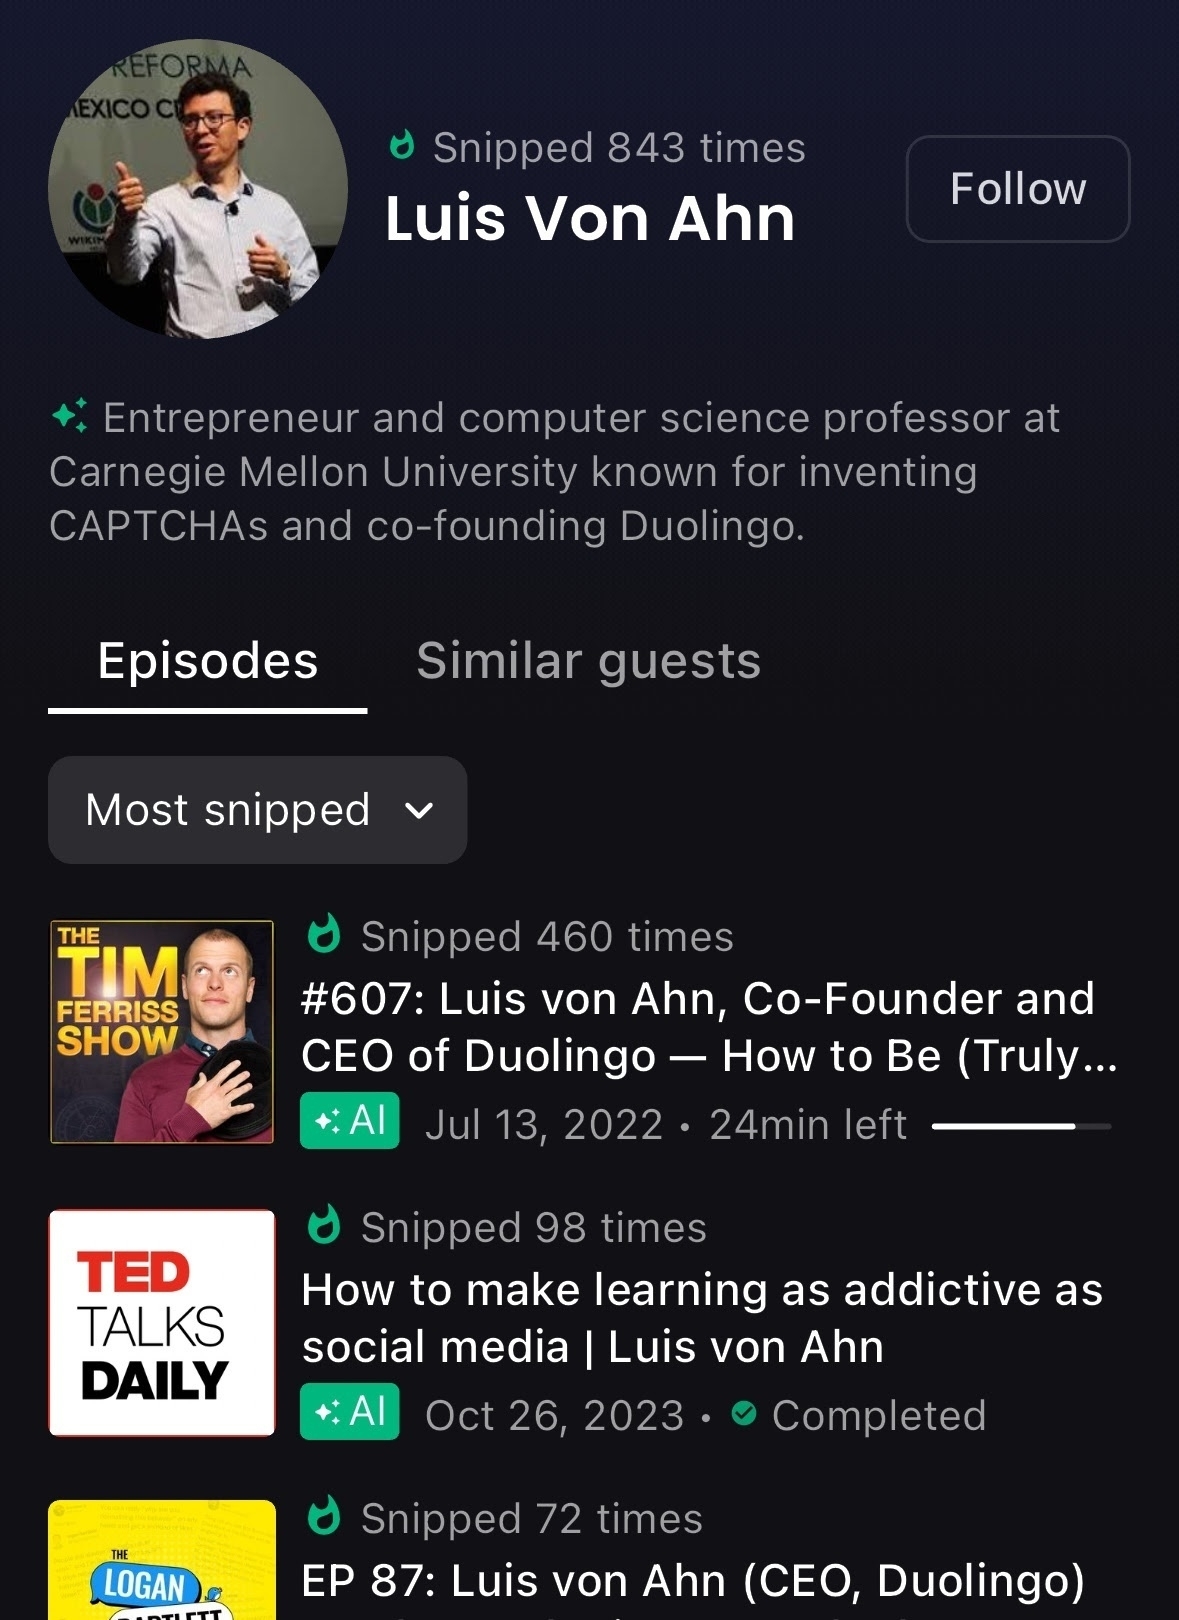 REFORMA
MEXICO
Snipped 843 times
Luis Von Ahn
Follow
Entrepreneur and computer science professor at
Carnegie Mellon University known for inventing
CAPTCHAs and co-founding Duolingo.
Episodes
Similar guests
Most snipped
THE
TIM
FERRISS
SHOW
Snipped 460 times
#607: Luis von Ahn, Co-Founder and
CEO of Duolingo — How to Be (Truly...
AI Jul 13, 2022 • 24min left
TED
TALKS
DAILY
Snipped 98 times
How to make learning as addictive as
social media | Luis von Ahn
AI Oct 26, 2023 • Completed
THE
LOGAN
BARTLETT
Snipped 72 times
EP 87: Luis von Ahn (CEO, Duolingo)